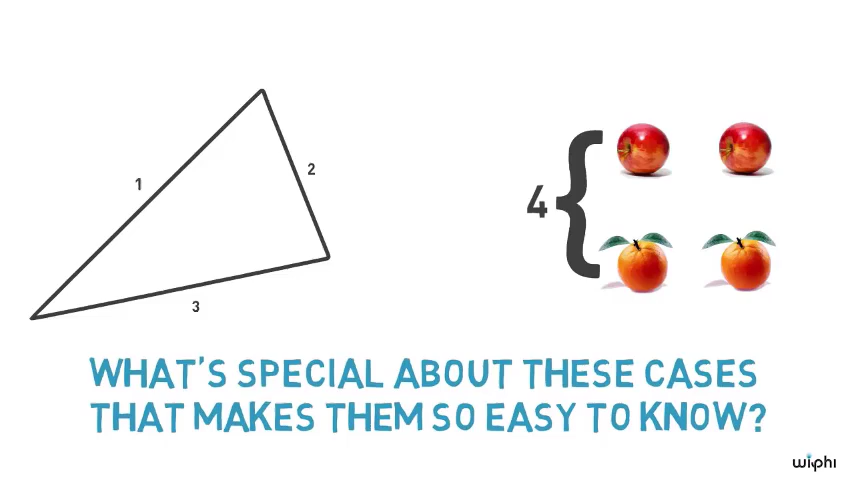 1
2
3
4
WHAT'S SPECIAL ABOUT THESE CASES
THAT MAKES THEM SO EASY TO KNOW?
wiphi